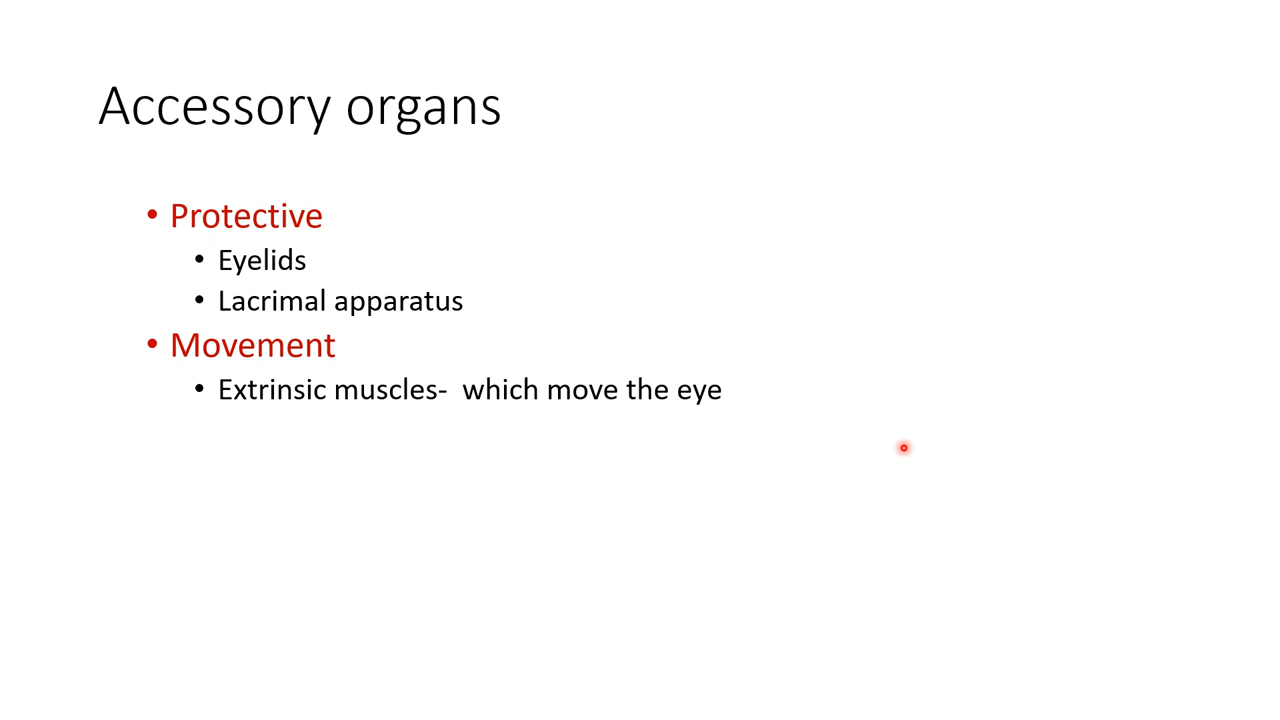 Accessory organs
• Protective
• Eyelids
• Lacrimal apparatus
• Movement
• Extrinsic muscles-  which move the eye